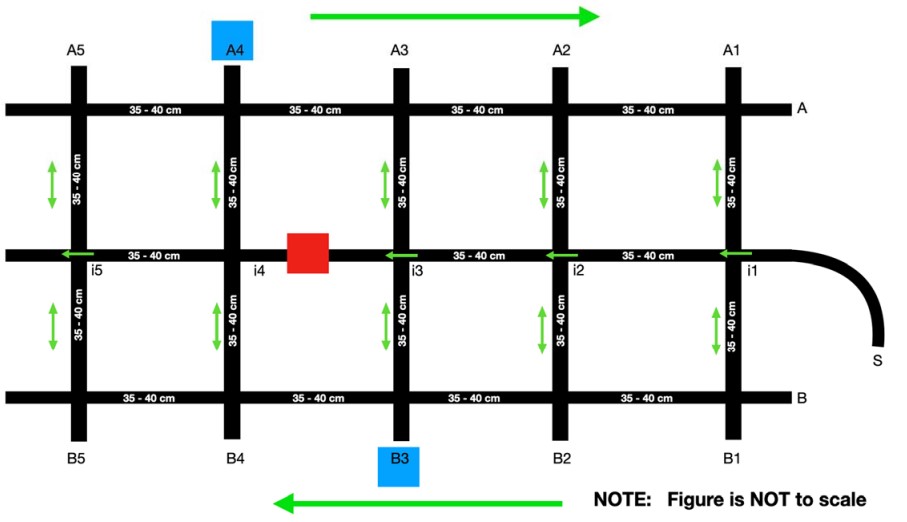 A5 A4 A3 A2 A1
35 - 40 cm 35 - 40 cm 35 - 40 cm 35 - 40 cm A
35 - 40 cm 35 - 40 cm 35 - 40 cm 35 - 40 cm 35 - 40 cm
35 - 40 cm 35 - 40 cm 35 - 40 cm
i5 i4 i3 i2 i1
35 - 40 cm 35 - 40 cm 35 - 40 cm 35 - 40 cm 35 - 40 cm
S
35 - 40 cm 35 - 40 cm 35 - 40 cm 35 - 40 cm B
B5 B4 B3 B2 B1
NOTE: Figure is NOT to scale